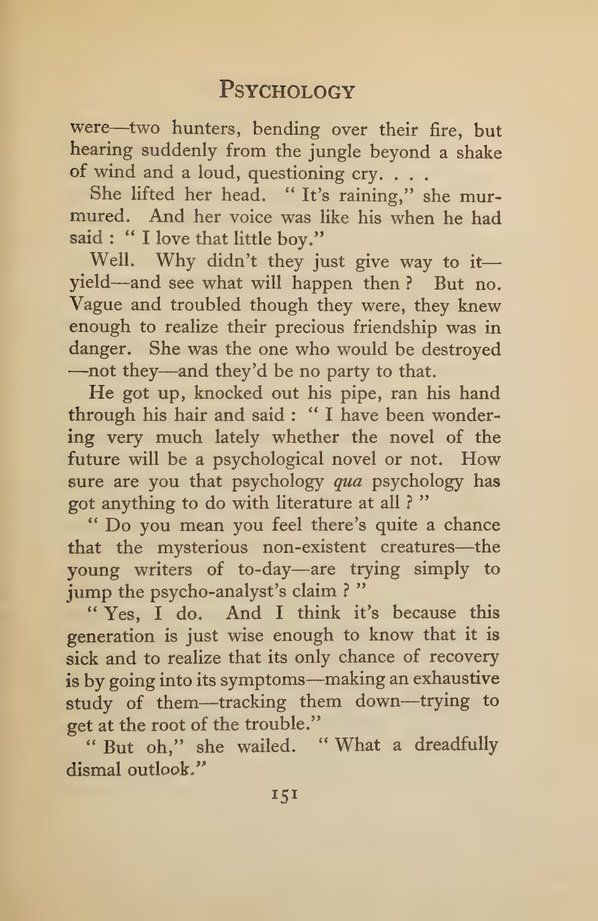 Psychology
were—two hunters, bending over their fire, but
hearing suddenly from the jungle beyond a shake
of wind and a loud, questioning cry. . . .
She lifted her head. “ It's raining,” she mur-
mured. And her voice was like his when he had
said : “ I love that little boy.”
Well. Why didn't they just give way to it—
yield—and see what will happen then ? But no.
Vague and troubled though they were, they knew
enough to realize their precious friendship was in
danger. She was the one who would be destroyed
—not they—and they'd be no party to that.
He got up, knocked out his pipe, ran his hand
through his hair and said : “ I have been wonder-
ing very much lately whether the novel of the
future will be a psychological novel or not. How
sure are you that psychology qua psychology has
got anything to do with literature at all ? ”
“ Do you mean you feel there's quite a chance
that the mysterious non-existent creatures—the
young writers of to-day—are trying simply to
jump the psycho-analyst's claim ? ”
“ Yes, I do. And I think it's because this
generation is just wise enough to know that it is
sick and to realize that its only chance of recovery
is by going into its symptoms—making an exhaustive
study of them—tracking them down—trying to
get at the root of the trouble.”
“ But oh,” she wailed. “ What a dreadfully
dismal outlook.”
151